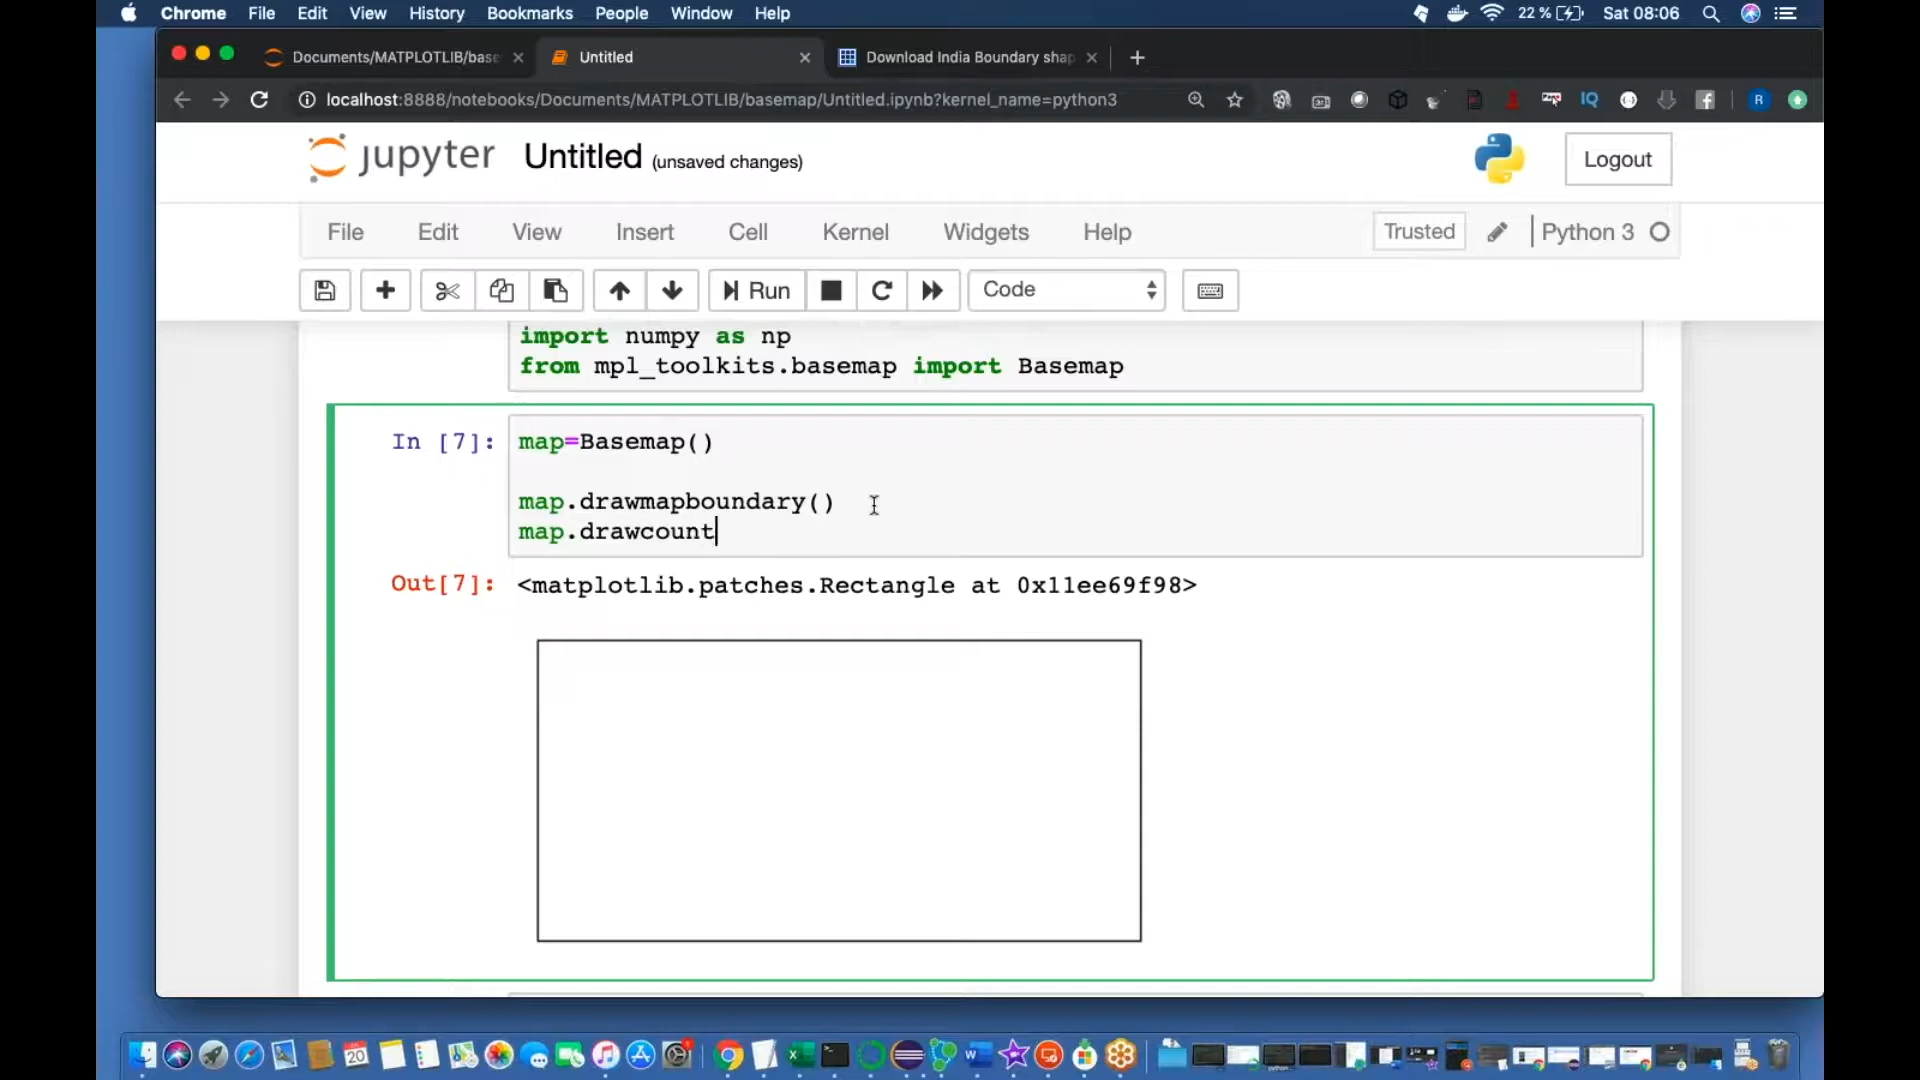 Chrome File Edit View History Bookmarks People Window Help 22 % Sat 08:06
Documents/MATPLOTLIB/base Untitled Download India Boundary shap
localhost:8888/notebooks/Documents/MATPLOTLIB/basemap/Untitled.ipynb?kernel_name=python3
jupyter Untitled (unsaved changes) Logout
File Edit View Insert Cell Kernel Widgets Help Trusted Python 3
Run Code
import numpy as np
from mpl_toolkits.basemap import Basemap
In [7]: map=Basemap()
map.drawmapboundary()
map.drawcount
Out[7]: <matplotlib.patches.Rectangle at 0x11ee69f98>